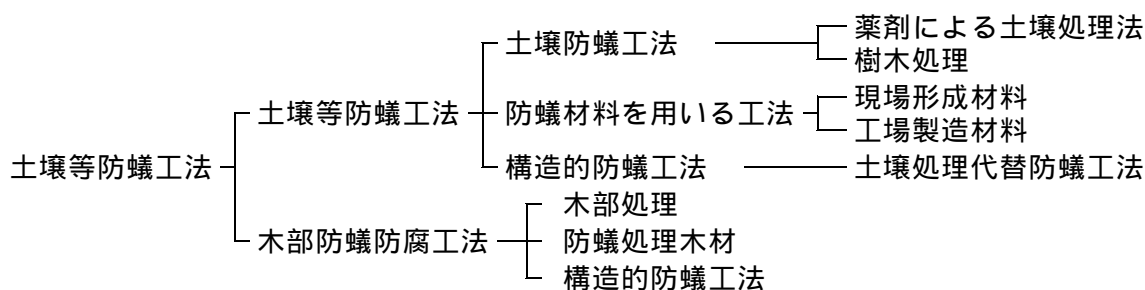 土壌防蟻工法
薬剤による土壌処理法
樹木処理
土壌等防蟻工法
防蟻材料を用いる工法
現場形成材料
工場製造材料
土壌等防蟻工法
構造的防蟻工法
土壌処理代替防蟻工法
木部防蟻防腐工法
木部処理
防蟻処理木材
構造的防蟻工法